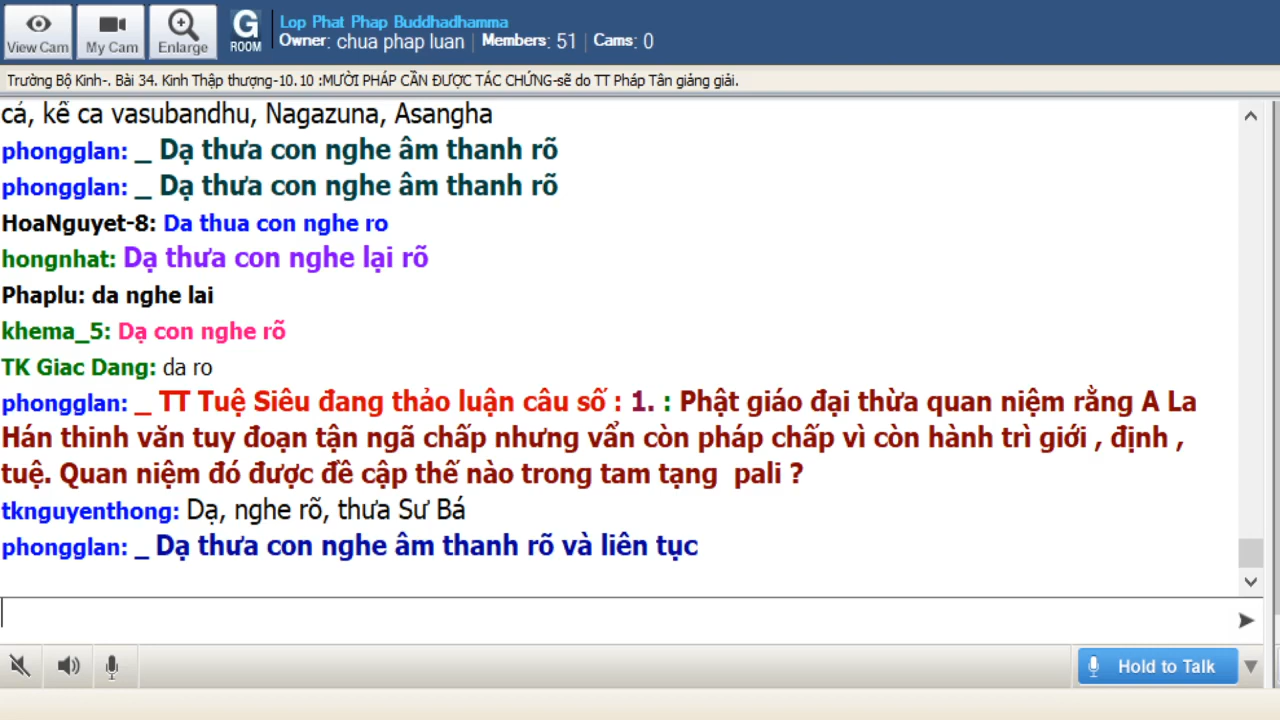 View Cam
My Cam
Enlarge
G
ROOM
Lop Phat Phap Buddhadhamma
Owner: chua phap luan | Members: 51 | Cams: 0
Trường Bộ Kinh-. Bài 34. Kinh Thập thượng-10. 10 :MƯỜI PHÁP CẦN ĐƯỢC TÁC CHỨNG-sẽ do TT Pháp Tân giảng giải.
cá, kể ca vasubandhu, Nagazuna, Asangha
phongglan: _ Dạ thưa con nghe âm thanh rõ
phongglan: _ Dạ thưa con nghe âm thanh rõ
HoaNguyet-8: Da thua con nghe ro
hongnhat: Dạ thưa con nghe lại rõ
Phaplu: da nghe lai
khema_5: Dạ con nghe rõ
TK Giac Dang: da ro
phongglan: _ TT Tuệ Siêu đang thảo luận câu số : 1. : Phật giáo đại thừa quan niệm rằng A La
Hán thinh văn tuy đoạn tận ngã chấp nhưng vẩn còn pháp chấp vì còn hành trì giới , định ,
tuệ. Quan niệm đó được đề cập thế nào trong tam tạng  pali ?
tknguyenthong: Dạ, nghe rõ, thưa Sư Bá
phongglan: _ Dạ thưa con nghe âm thanh rõ và liên tục
Hold to Talk